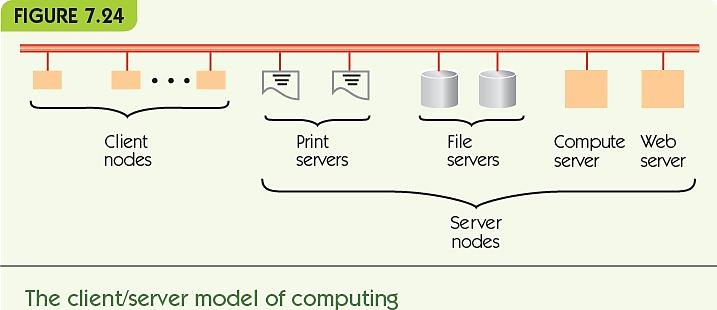 FIGURE 7.24
Client
nodes
Print
servers
File
servers
Compute
server
Web
server
Server
nodes
The client/server model of computing